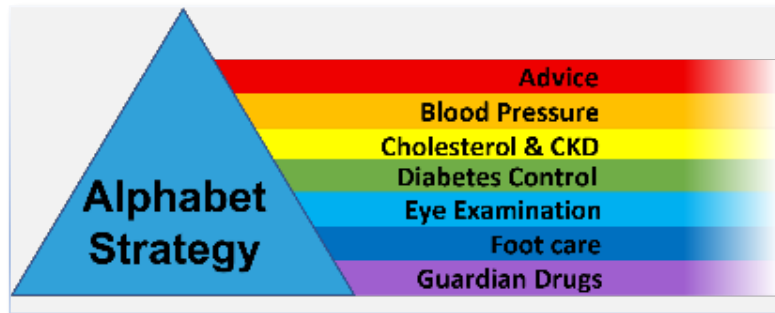 Alphabet
Strategy
Advice
Blood Pressure
Cholesterol & CKD
Diabetes Control
Eye Examination
Foot care
Guardian Drugs